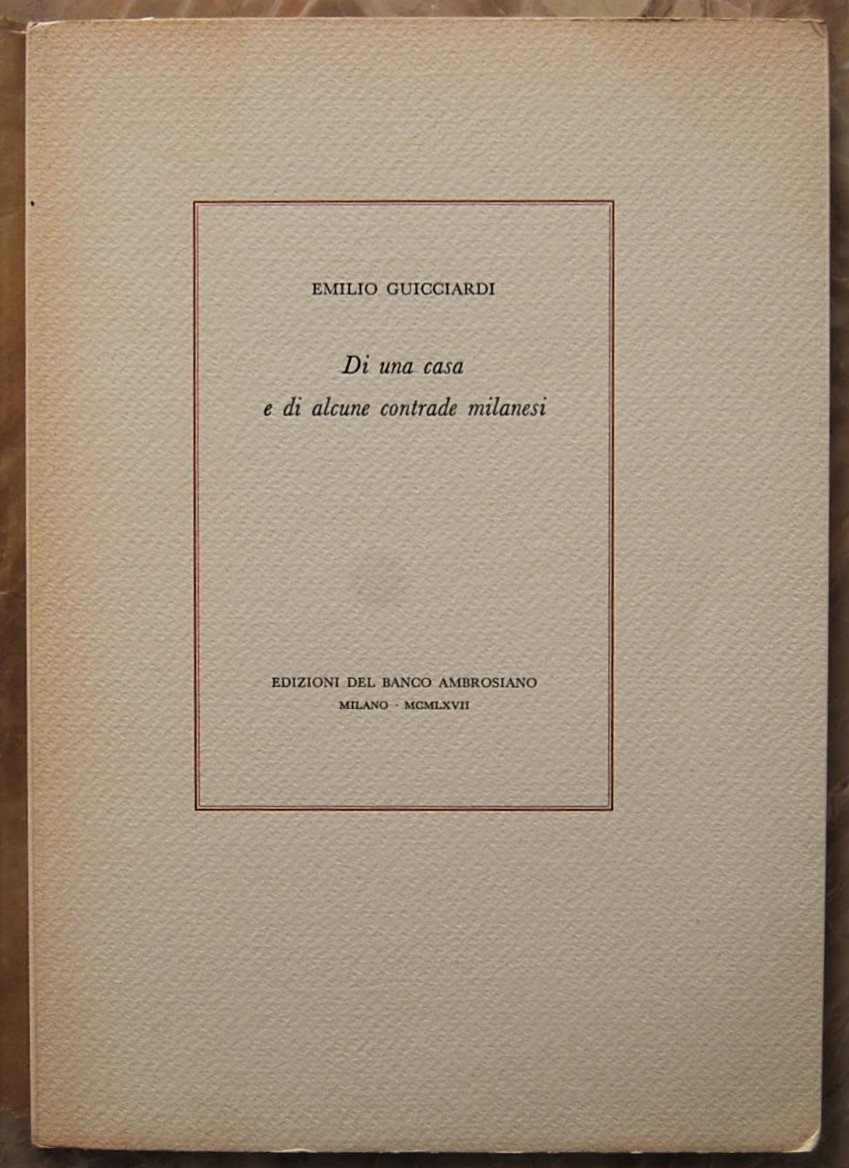 EMILIO GUICCIARDI
Di una casa
e di alcune contrade milanesi
EDIZIONI DEL BANCO AMBROSIANO
MILANO · MCMLXVII